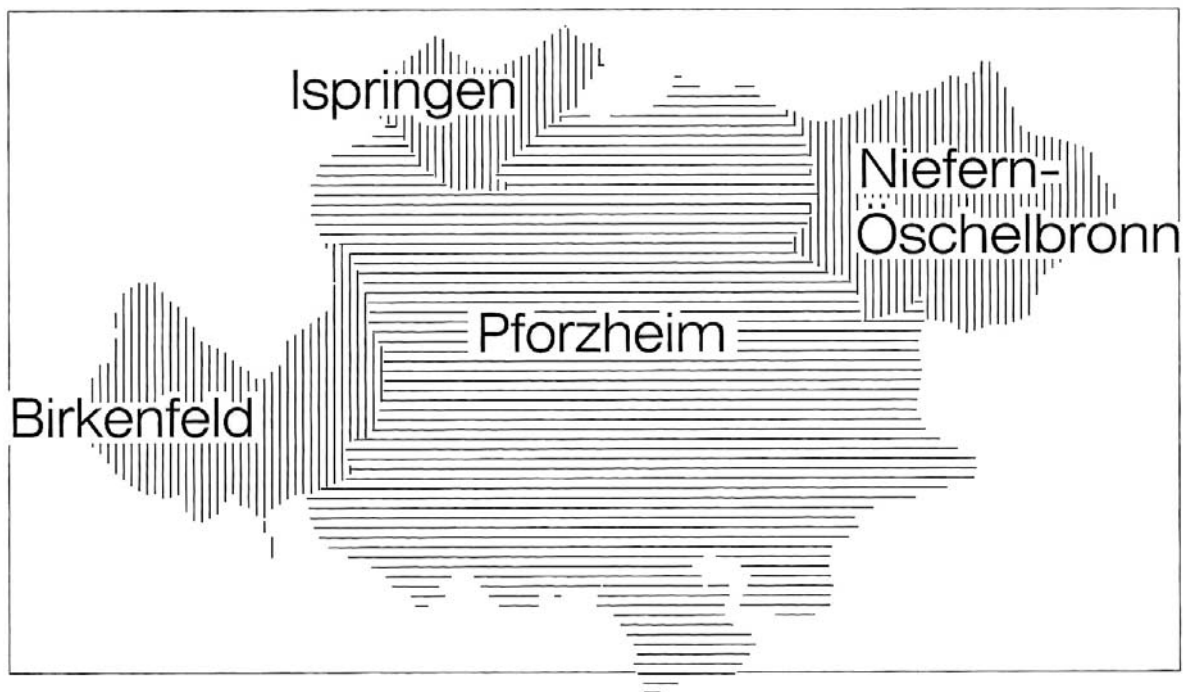 Ispringen
Niefern-
Öschelbronn
Pforzheim
Birkenfeld